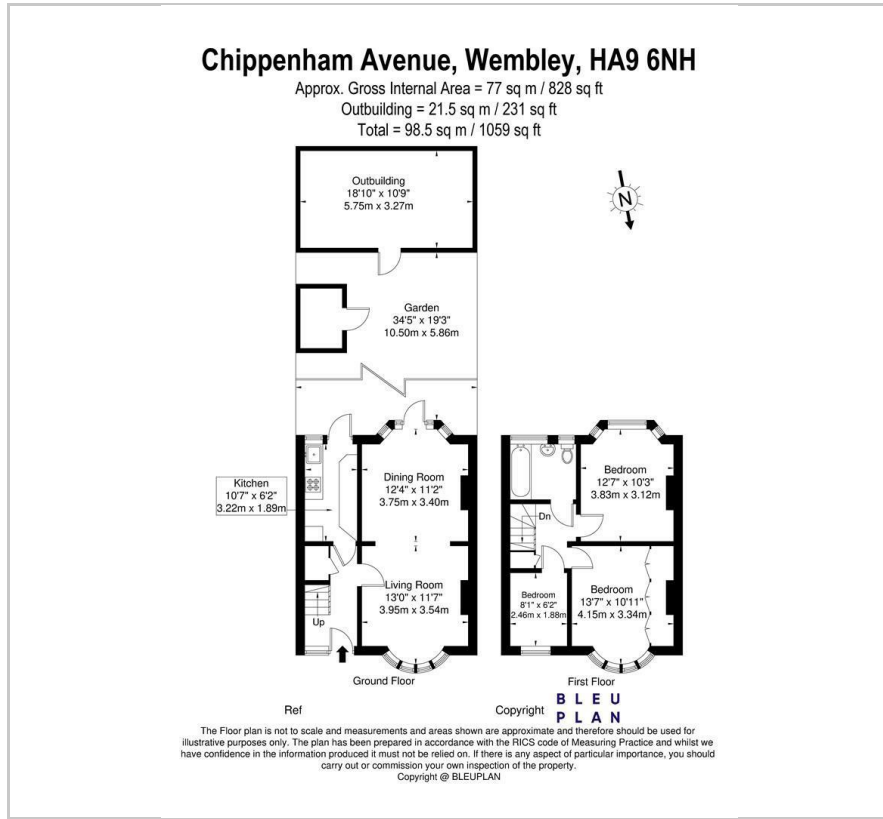 Chippenham Avenue, Wembley, HA9 6NH
Approx. Gross Internal Area = 77 sq m / 828 sq ft
Outbuilding = 21.5 sq m / 231 sq ft
Total = 98.5 sq m / 1059 sq ft
Outbuilding
18'10" x 10'9"
5.75m x 3.27m
N
Garden
34'5" x 19'3"
10.50m x 5.86m
Kitchen
10'7" x 6'2"
3.22m x 1.89m
Dining Room
12'4" x 11'2"
3.75m x 3.40m
Living Room
13'0" x 11'7"
3.95m x 3.54m
Up
Ground Floor
Bedroom
12'7" x 10'3"
3.83m x 3.12m
Dn
Bedroom
8'1" x 6'2"
2.46m x 1.88m
Bedroom
13'7" x 10'11"
4.15m x 3.34m
First Floor
Ref
Copyright
BLEU
PLAN
The Floor plan is not to scale and measurements and areas shown are approximate and therefore should be used for
illustrative purposes only. The plan has been prepared in accordance with the RICS code of Measuring Practice and whilst we
have confidence in the information produced it must not be relied on. If there is any aspect of particular importance, you should
carry out or commission your own inspection of the property.
Copyright @ BLEUPLAN